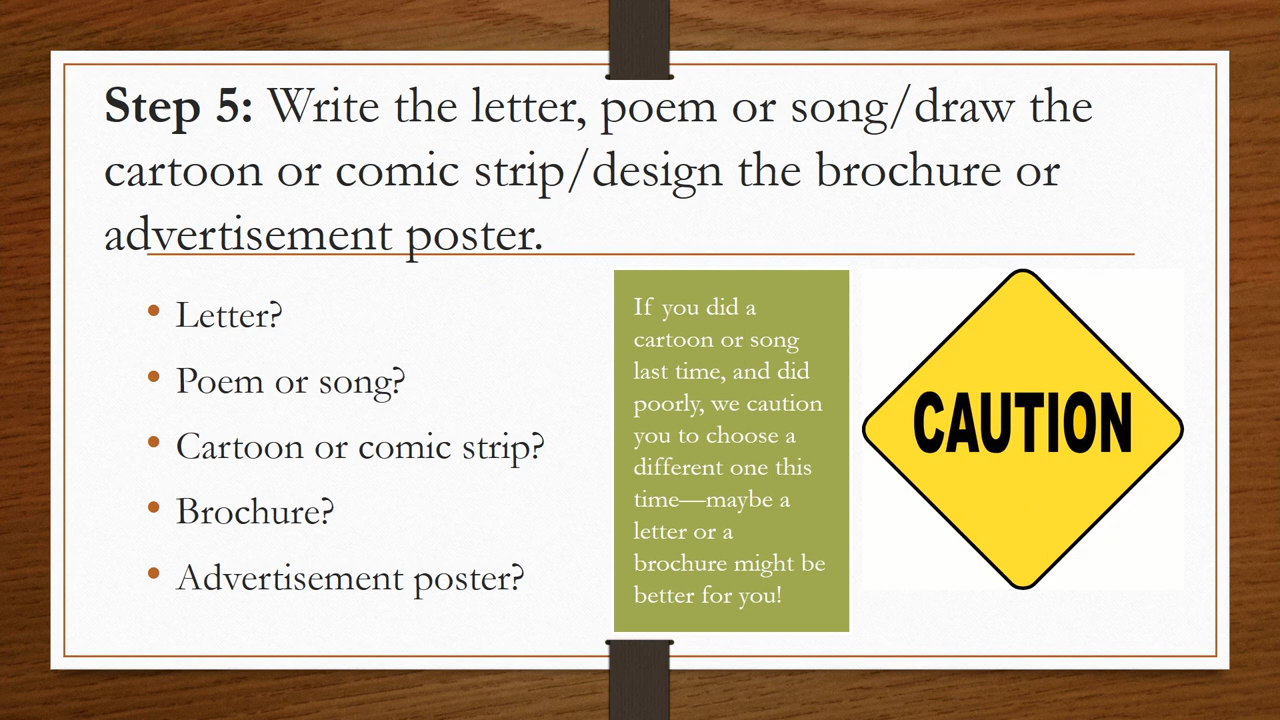 Step 5: Write the letter, poem or song/draw the
cartoon or comic strip/design the brochure or
advertisement poster.
• Letter?
• Poem or song?
• Cartoon or comic strip?
• Brochure?
• Advertisement poster?
If you did a
cartoon or song
last time, and did
poorly, we caution
you to choose a
different one this
time—maybe a
letter or a
brochure might be
better for you!
CAUTION